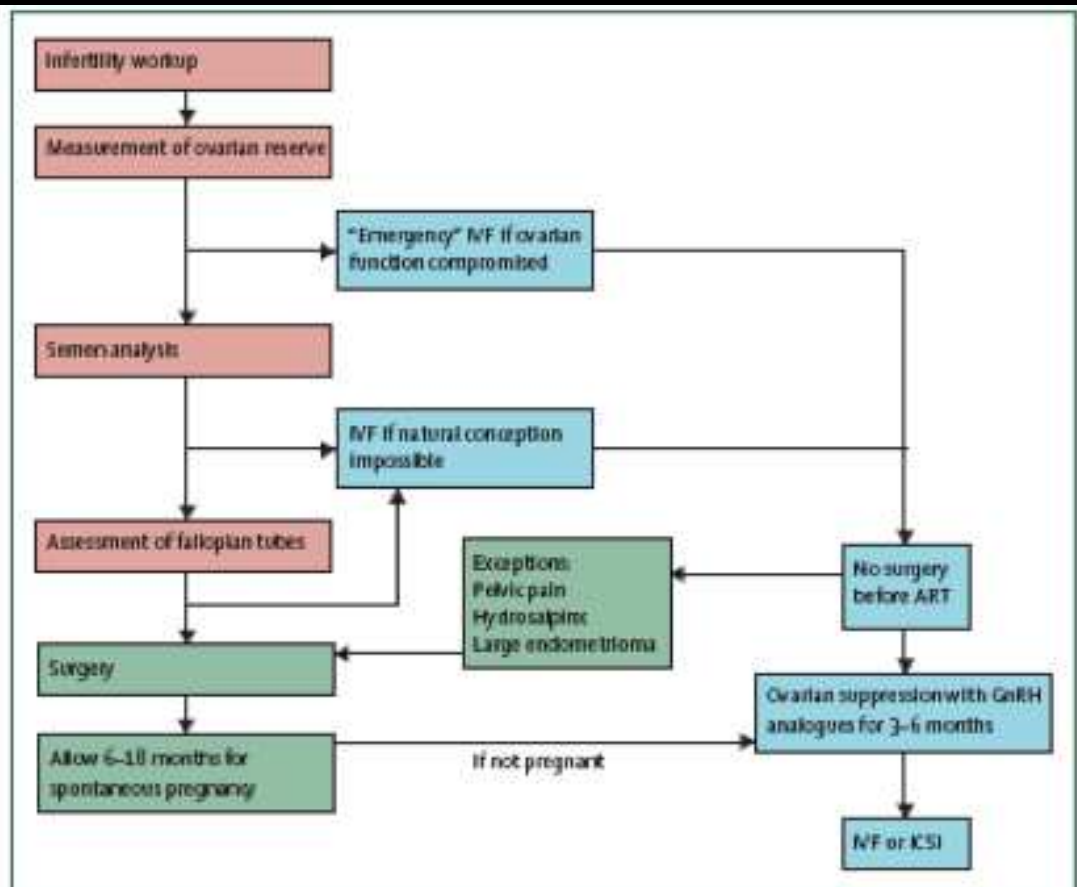 Infertility workup
Measurement of ovarian reserve
"Emergency" IVF if ovarian
function compromised
Semen analysis
IVF if natural conception
impossible
Assessment of fallopian tubes
Exceptions
Pelvic pain
Hydrosalpinx
Large endometrioma
No surgery
before ART
Surgery
Ovarian suppression with GnRH
analogues for 3–6 months
Allow 6–18 months for
spontaneous pregnancy
If not pregnant
IVF or ICSI